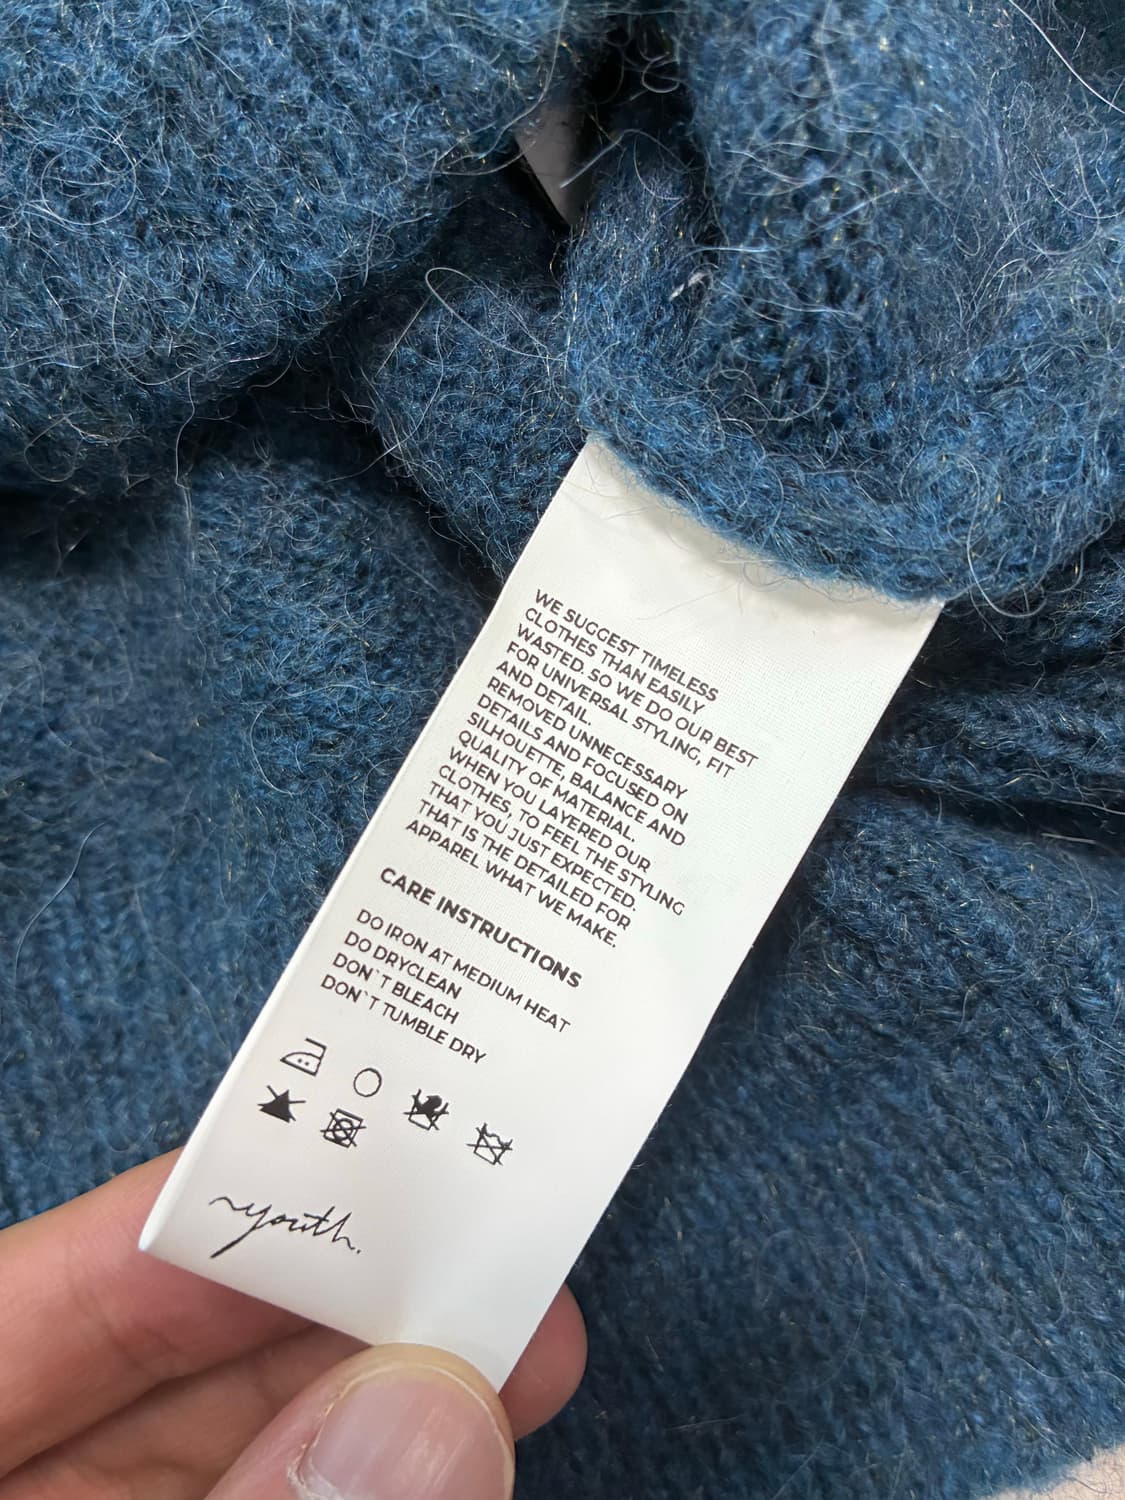 WE SUGGEST TIMELESS
CLOTHES THAN EASILY
WASTED. SO WE DO OUR BEST
FOR UNIVERSAL STYLING, FIT
AND DETAIL.
REMOVED UNNECESSARY
DETAILS AND FOCUSED ON
SILHOUETTE, BALANCE AND
QUALITY OF MATERIAL.
WHEN YOU LAYERED OUR
CLOTHES, TO FEEL THE STYLING
THAT YOU JUST EXPECTED.
THAT IS THE DETAILED FOR
APPAREL WHAT WE MAKE.
CARE INSTRUCTIONS
DO IRON AT MEDIUM HEAT
DO DRYCLEAN
DON`T BLEACH
DON`T TUMBLE DRY
~youth.